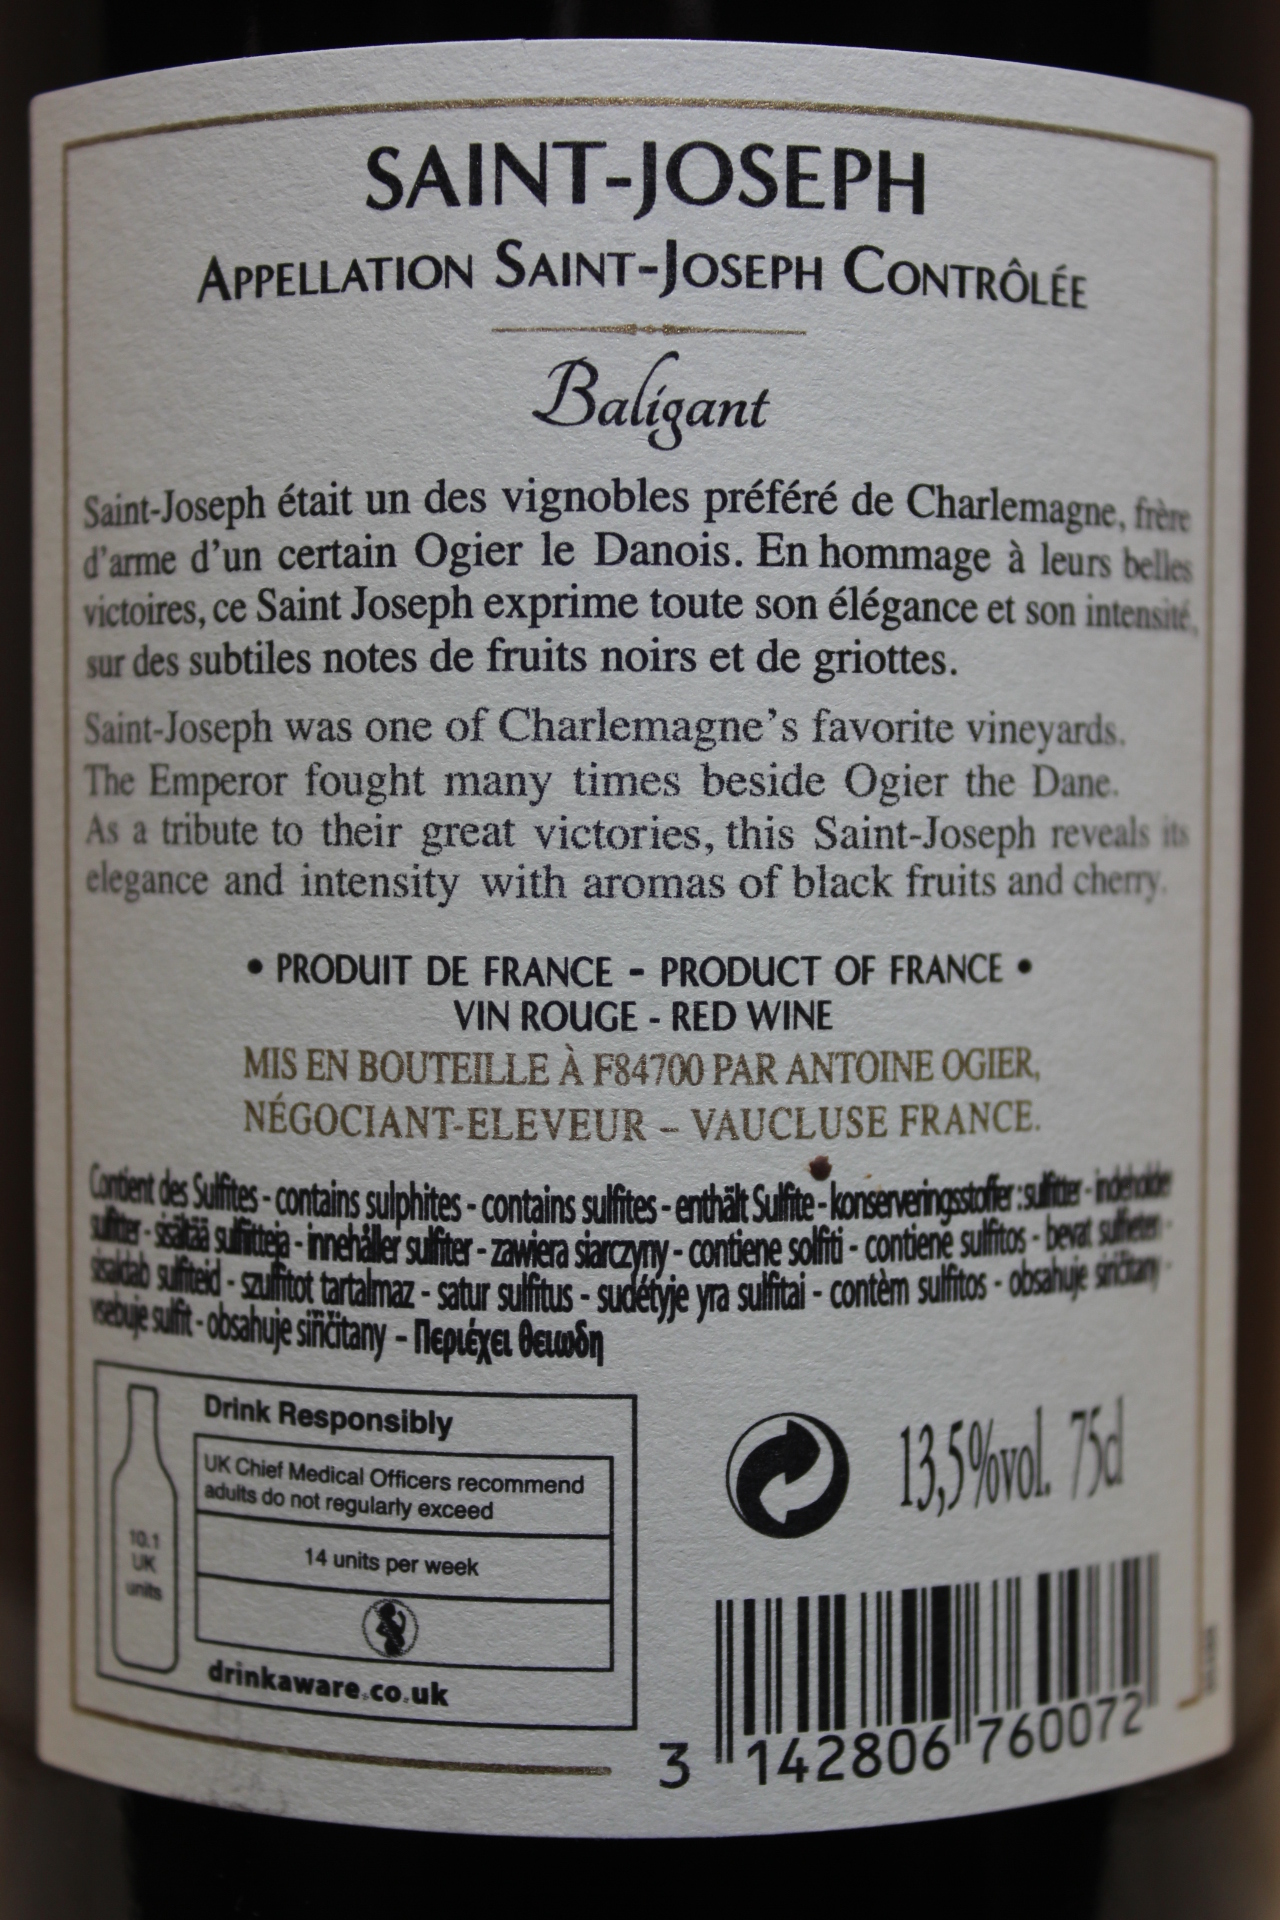 SAINT-JOSEPH
APPELLATION SAINT-JOSEPH CONTRÔLÉE
Baligant
Saint-Joseph était un des vignobles préféré de Charlemagne, frère
d'arme d'un certain Ogier le Danois. En hommage à leurs belles
victoires, ce Saint Joseph exprime toute son élégance et son intensité,
sur des subtiles notes de fruits noirs et de griottes.
Saint-Joseph was one of Charlemagne's favorite vineyards.
The Emperor fought many times beside Ogier the Dane.
As a tribute to their great victories, this Saint-Joseph reveals its
elegance and intensity with aromas of black fruits and cherry.
• PRODUIT DE FRANCE - PRODUCT OF FRANCE •
VIN ROUGE - RED WINE
MIS EN BOUTEILLE À F84700 PAR ANTOINE OGIER,
NÉGOCIANT-ELEVEUR – VAUCLUSE FRANCE.
Contient des Sulfites - contains sulphites - contains sulfites - enthält Sulfite - konserveringsstoffer : sulfitter - indeholder
sulfitter - sisältää sulfiitteja - innehåller sulfiter - zawiera siarczyny - contiene solfiti - contiene sulfitos - bevat sulfieten -
sisaldab sulfiteid - szulfitot tartalmaz - satur sulfitus - sudétyje yra sulfitai - contèm sulfitos - obsahuje siričitany -
vsebuje sulfit - obsahuje siřičitany – Περιέχει θειωδη
Drink Responsibly
UK Chief Medical Officers recommend
adults do not regularly exceed
14 units per week
10.1
UK
units
drinkaware.co.uk
13,5%vol. 75cl
3 142806 760072